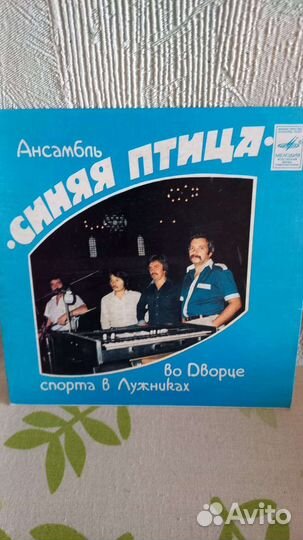 Ансамбль
·СИНЯЯ ПТИЦА·
МЕЛОДИЯ
во Дворце
спорта в Лужниках
Avito